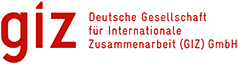 giz
Deutsche Gesellschaft
für Internationale
Zusammenarbeit (GIZ) GmbH